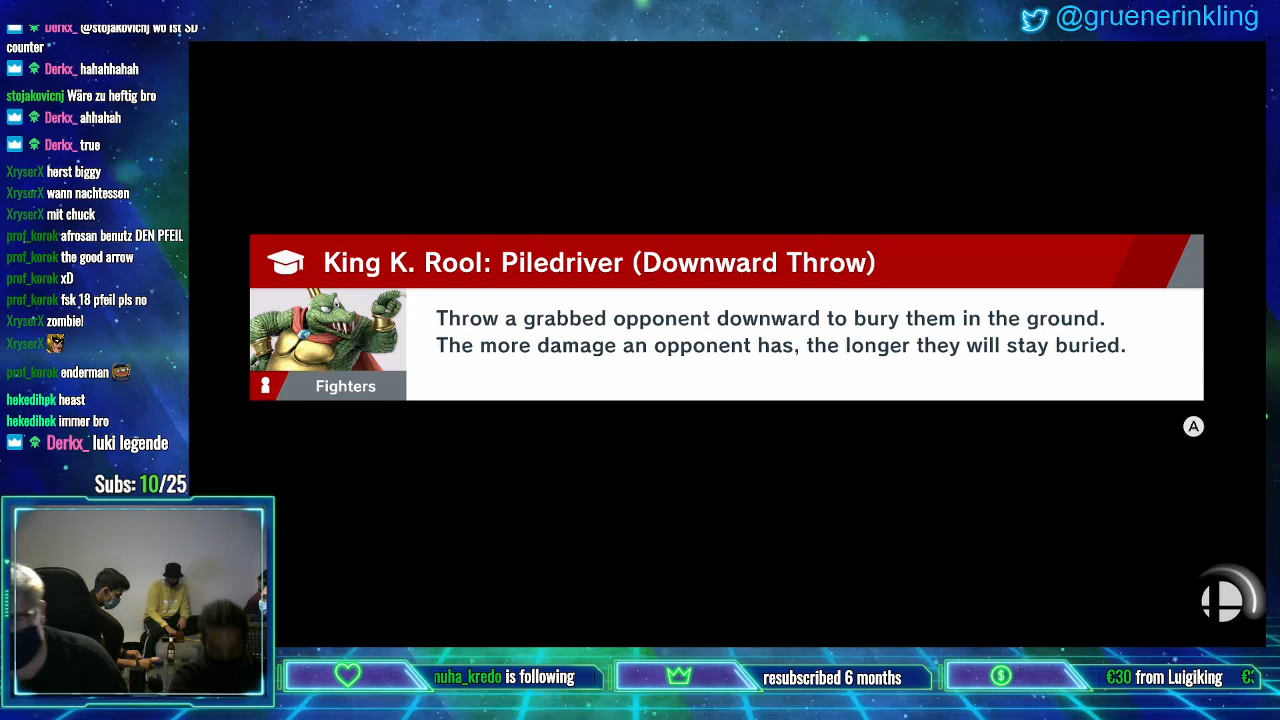 @gruenerinkling
Derkx_ @stojakovicnj wo ist SD
counter
Derkx_ hahahhahah
stojakovicnj Wäre zu heftig bro
Derkx_ ahhahah
Derkx_ true
XryserX herst biggy
XryserX wann nachtessen
XryserX mit chuck
prof_korok afrosan benutz DEN PFEIL
prof_korok the good arrow
prof_korok xD
prof_korok fsk 18 pfeil pls no
XryserX zombie!
XryserX
prof_korok enderman
hekedihek heast
hekedihek immer bro
Derkx_ luki legende
Subs: 10/25
King K. Rool: Piledriver (Downward Throw)
Throw a grabbed opponent downward to bury them in the ground.
The more damage an opponent has, the longer they will stay buried.
Fighters
A
nuha_kredo is following
resubscribed 6 months
€30 from Luigiking